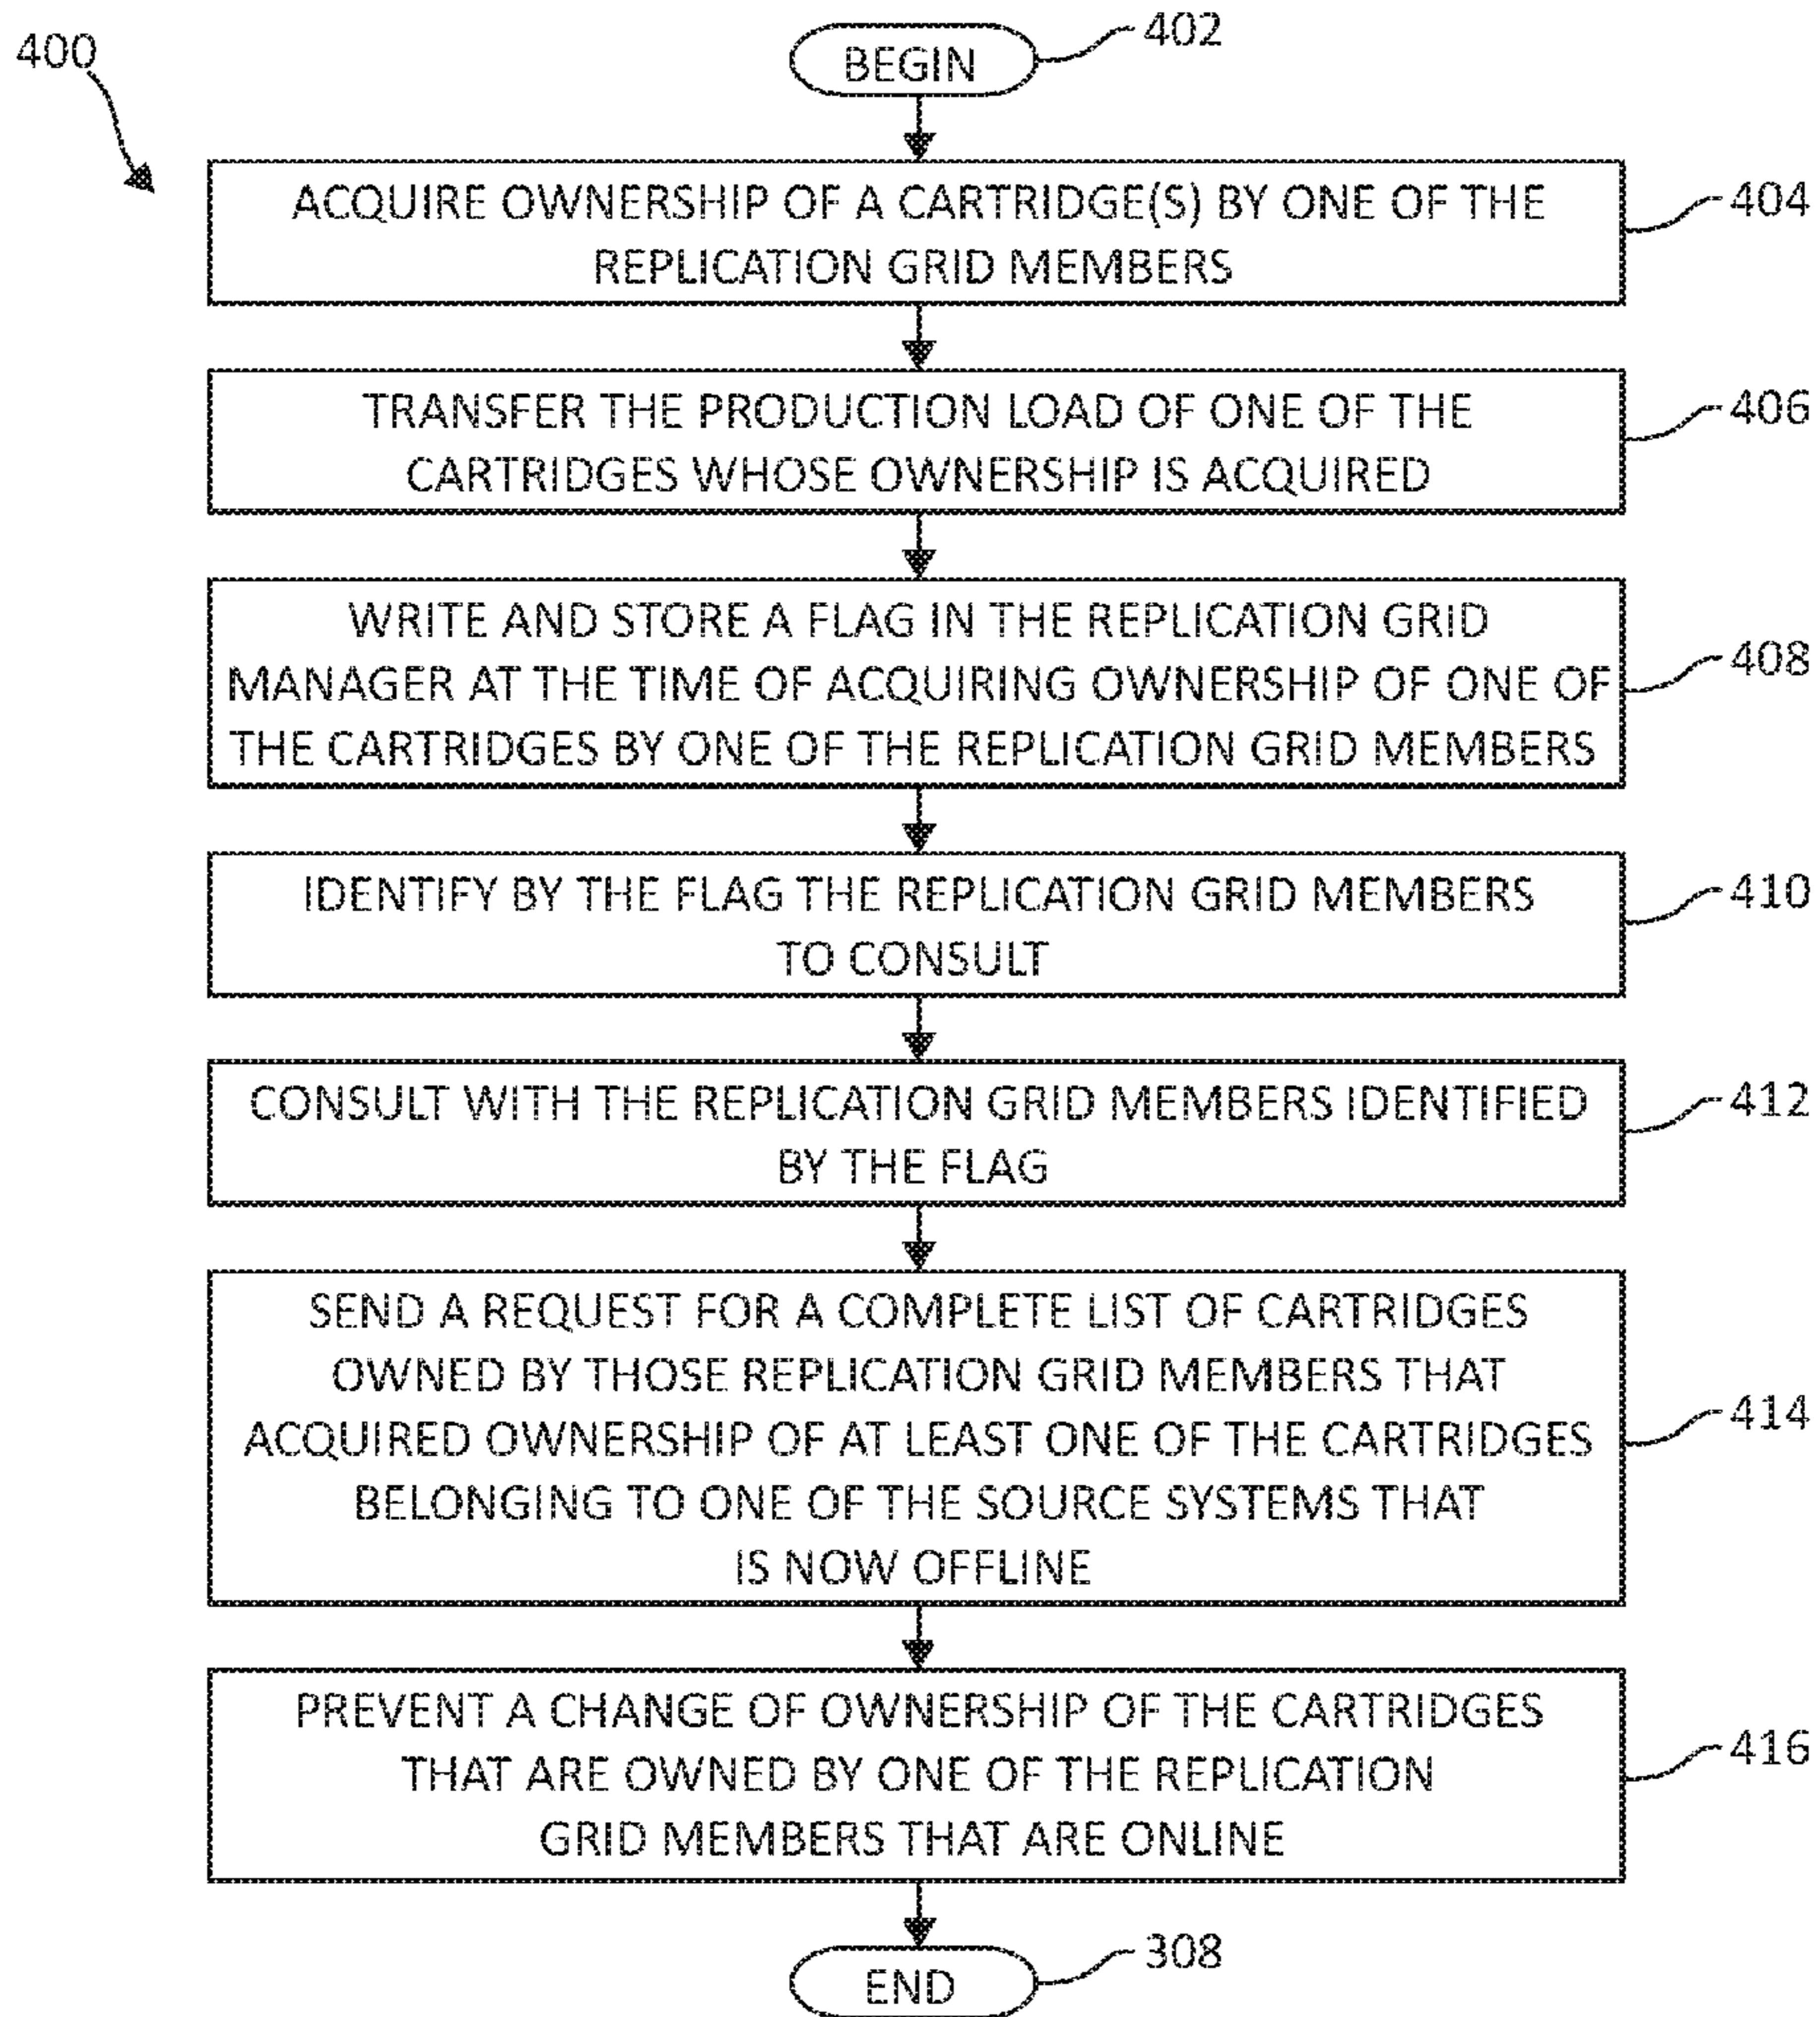 400
BEGIN
402
ACQUIRE OWNERSHIP OF A CARTRIDGE(S) BY ONE OF THE
REPLICATION GRID MEMBERS
404
TRANSFER THE PRODUCTION LOAD OF ONE OF THE
CARTRIDGES WHOSE OWNERSHIP IS ACQUIRED
406
WRITE AND STORE A FLAG IN THE REPLICATION GRID
MANAGER AT THE TIME OF ACQUIRING OWNERSHIP OF ONE OF
THE CARTRIDGES BY ONE OF THE REPLICATION GRID MEMBERS
408
IDENTIFY BY THE FLAG THE REPLICATION GRID MEMBERS
TO CONSULT
410
CONSULT WITH THE REPLICATION GRID MEMBERS IDENTIFIED
BY THE FLAG
412
SEND A REQUEST FOR A COMPLETE LIST OF CARTRIDGES
OWNED BY THOSE REPLICATION GRID MEMBERS THAT
ACQUIRED OWNERSHIP OF AT LEAST ONE OF THE CARTRIDGES
BELONGING TO ONE OF THE SOURCE SYSTEMS THAT
IS NOW OFFLINE
414
PREVENT A CHANGE OF OWNERSHIP OF THE CARTRIDGES
THAT ARE OWNED BY ONE OF THE REPLICATION
GRID MEMBERS THAT ARE ONLINE
416
END
308